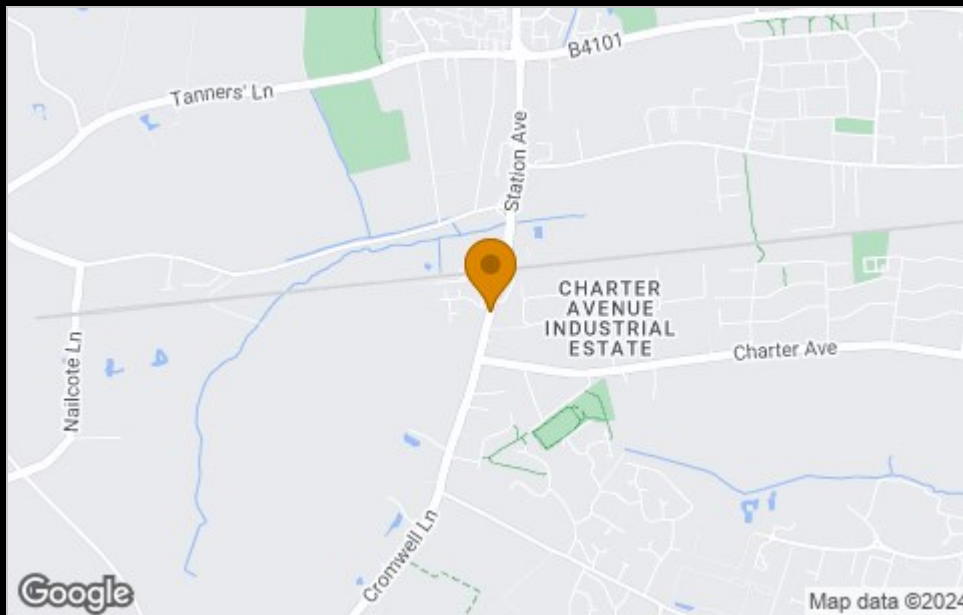 B4101
Tanners' Ln
Station Ave
CHARTER
AVENUE
INDUSTRIAL
ESTATE
Charter Ave
Nailcote Ln
Cromwell Ln
Google
Map data ©2024